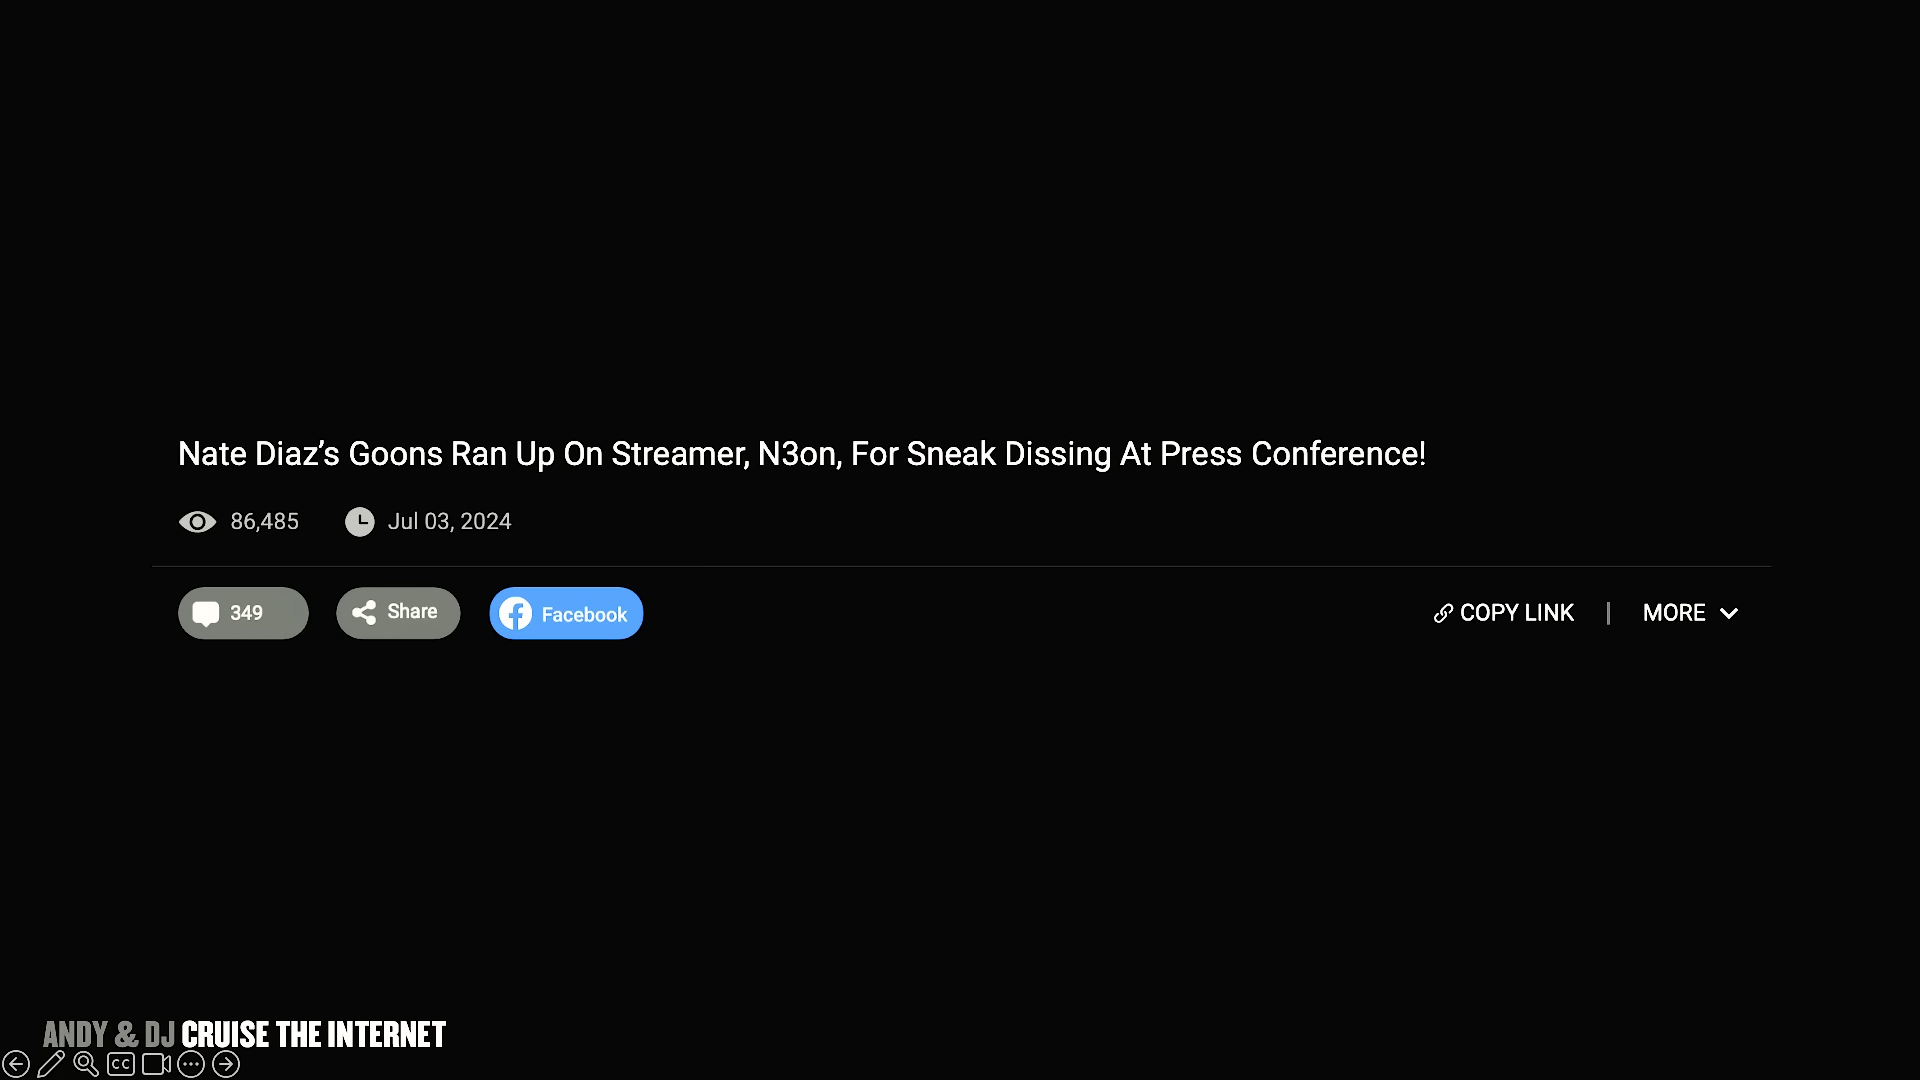 Nate Diaz’s Goons Ran Up On Streamer, N3on, For Sneak Dissing At Press Conference!
86,485 Jul 03, 2024
349 Share Facebook COPY LINK | MORE
ANDY & DJ CRUISE THE INTERNET
CC